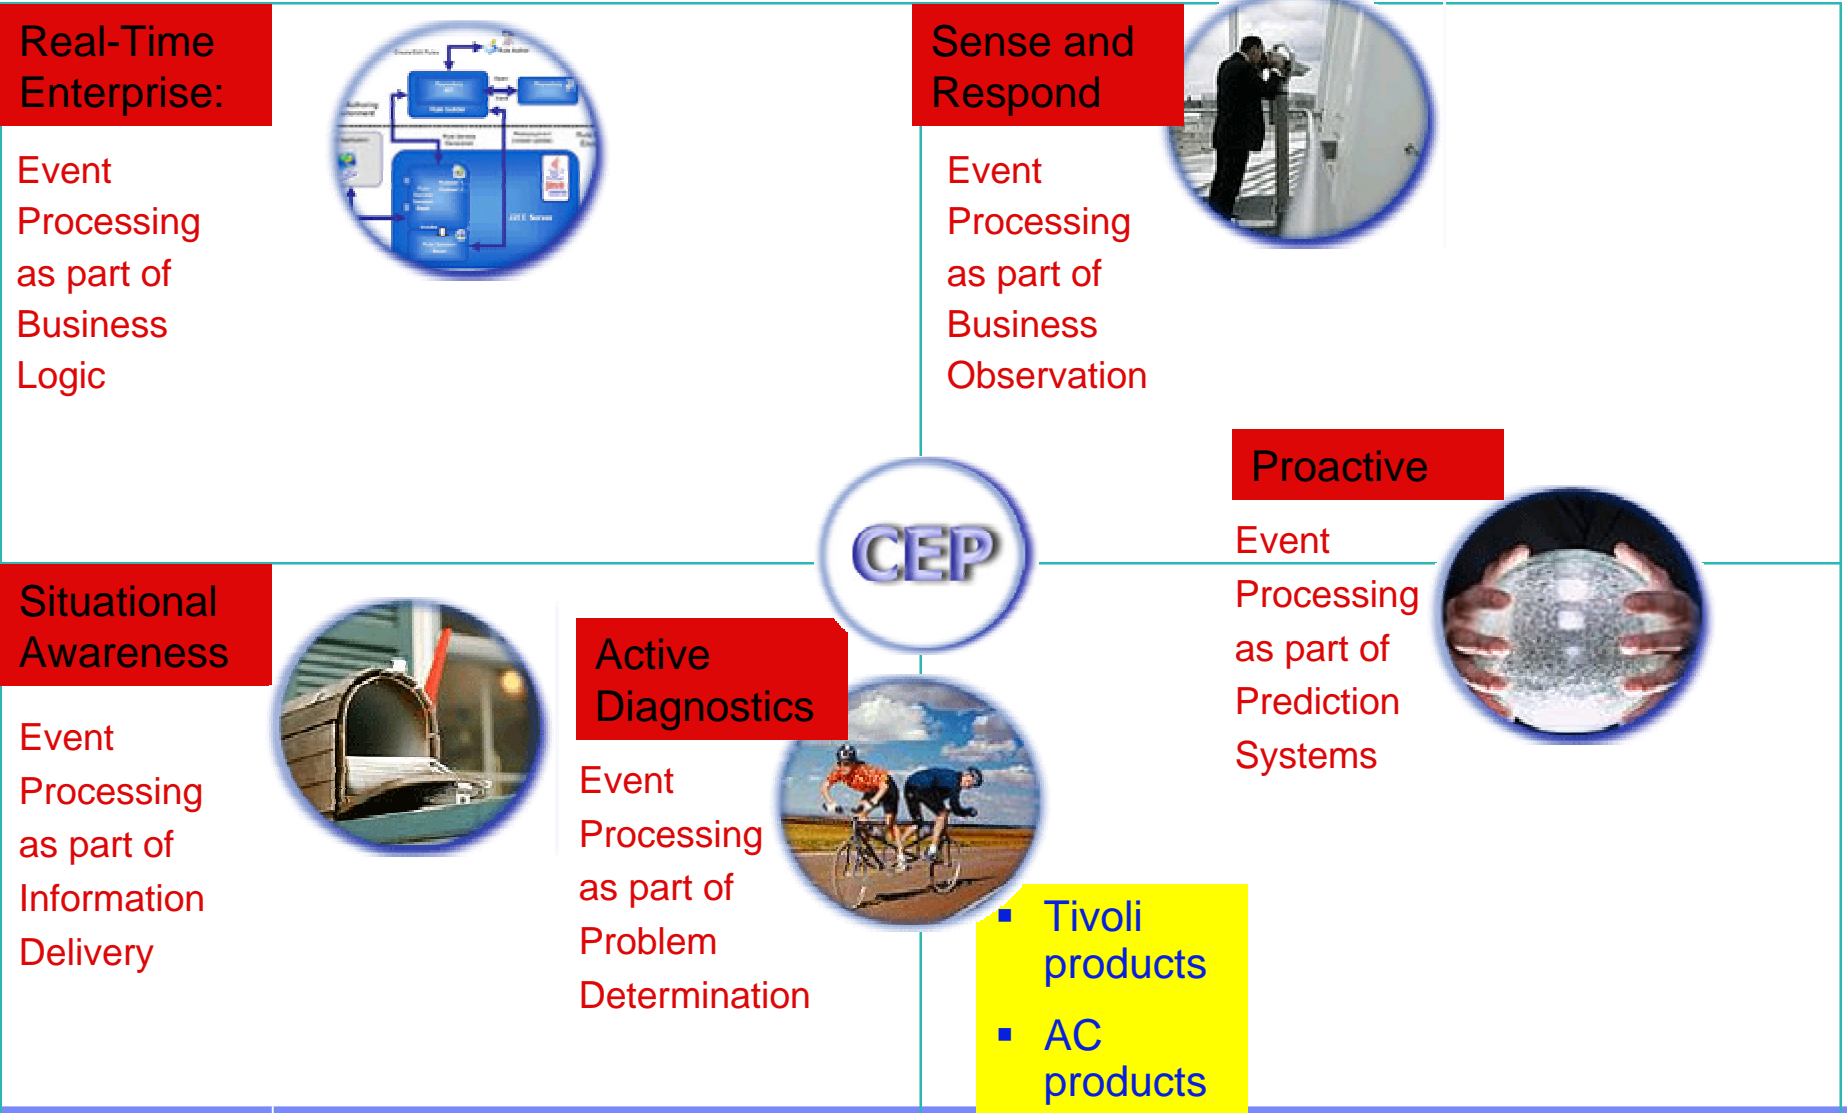 Real-Time
Enterprise:
Event
Processing
as part of
Business
Logic
Sense and
Respond
Event
Processing
as part of
Business
Observation
CEP
Proactive
Event
Processing
as part of
Prediction
Systems
Situational
Awareness
Event
Processing
as part of
Information
Delivery
Active
Diagnostics
Event
Processing
as part of
Problem
Determination
▪ Tivoli
products
▪ AC
products